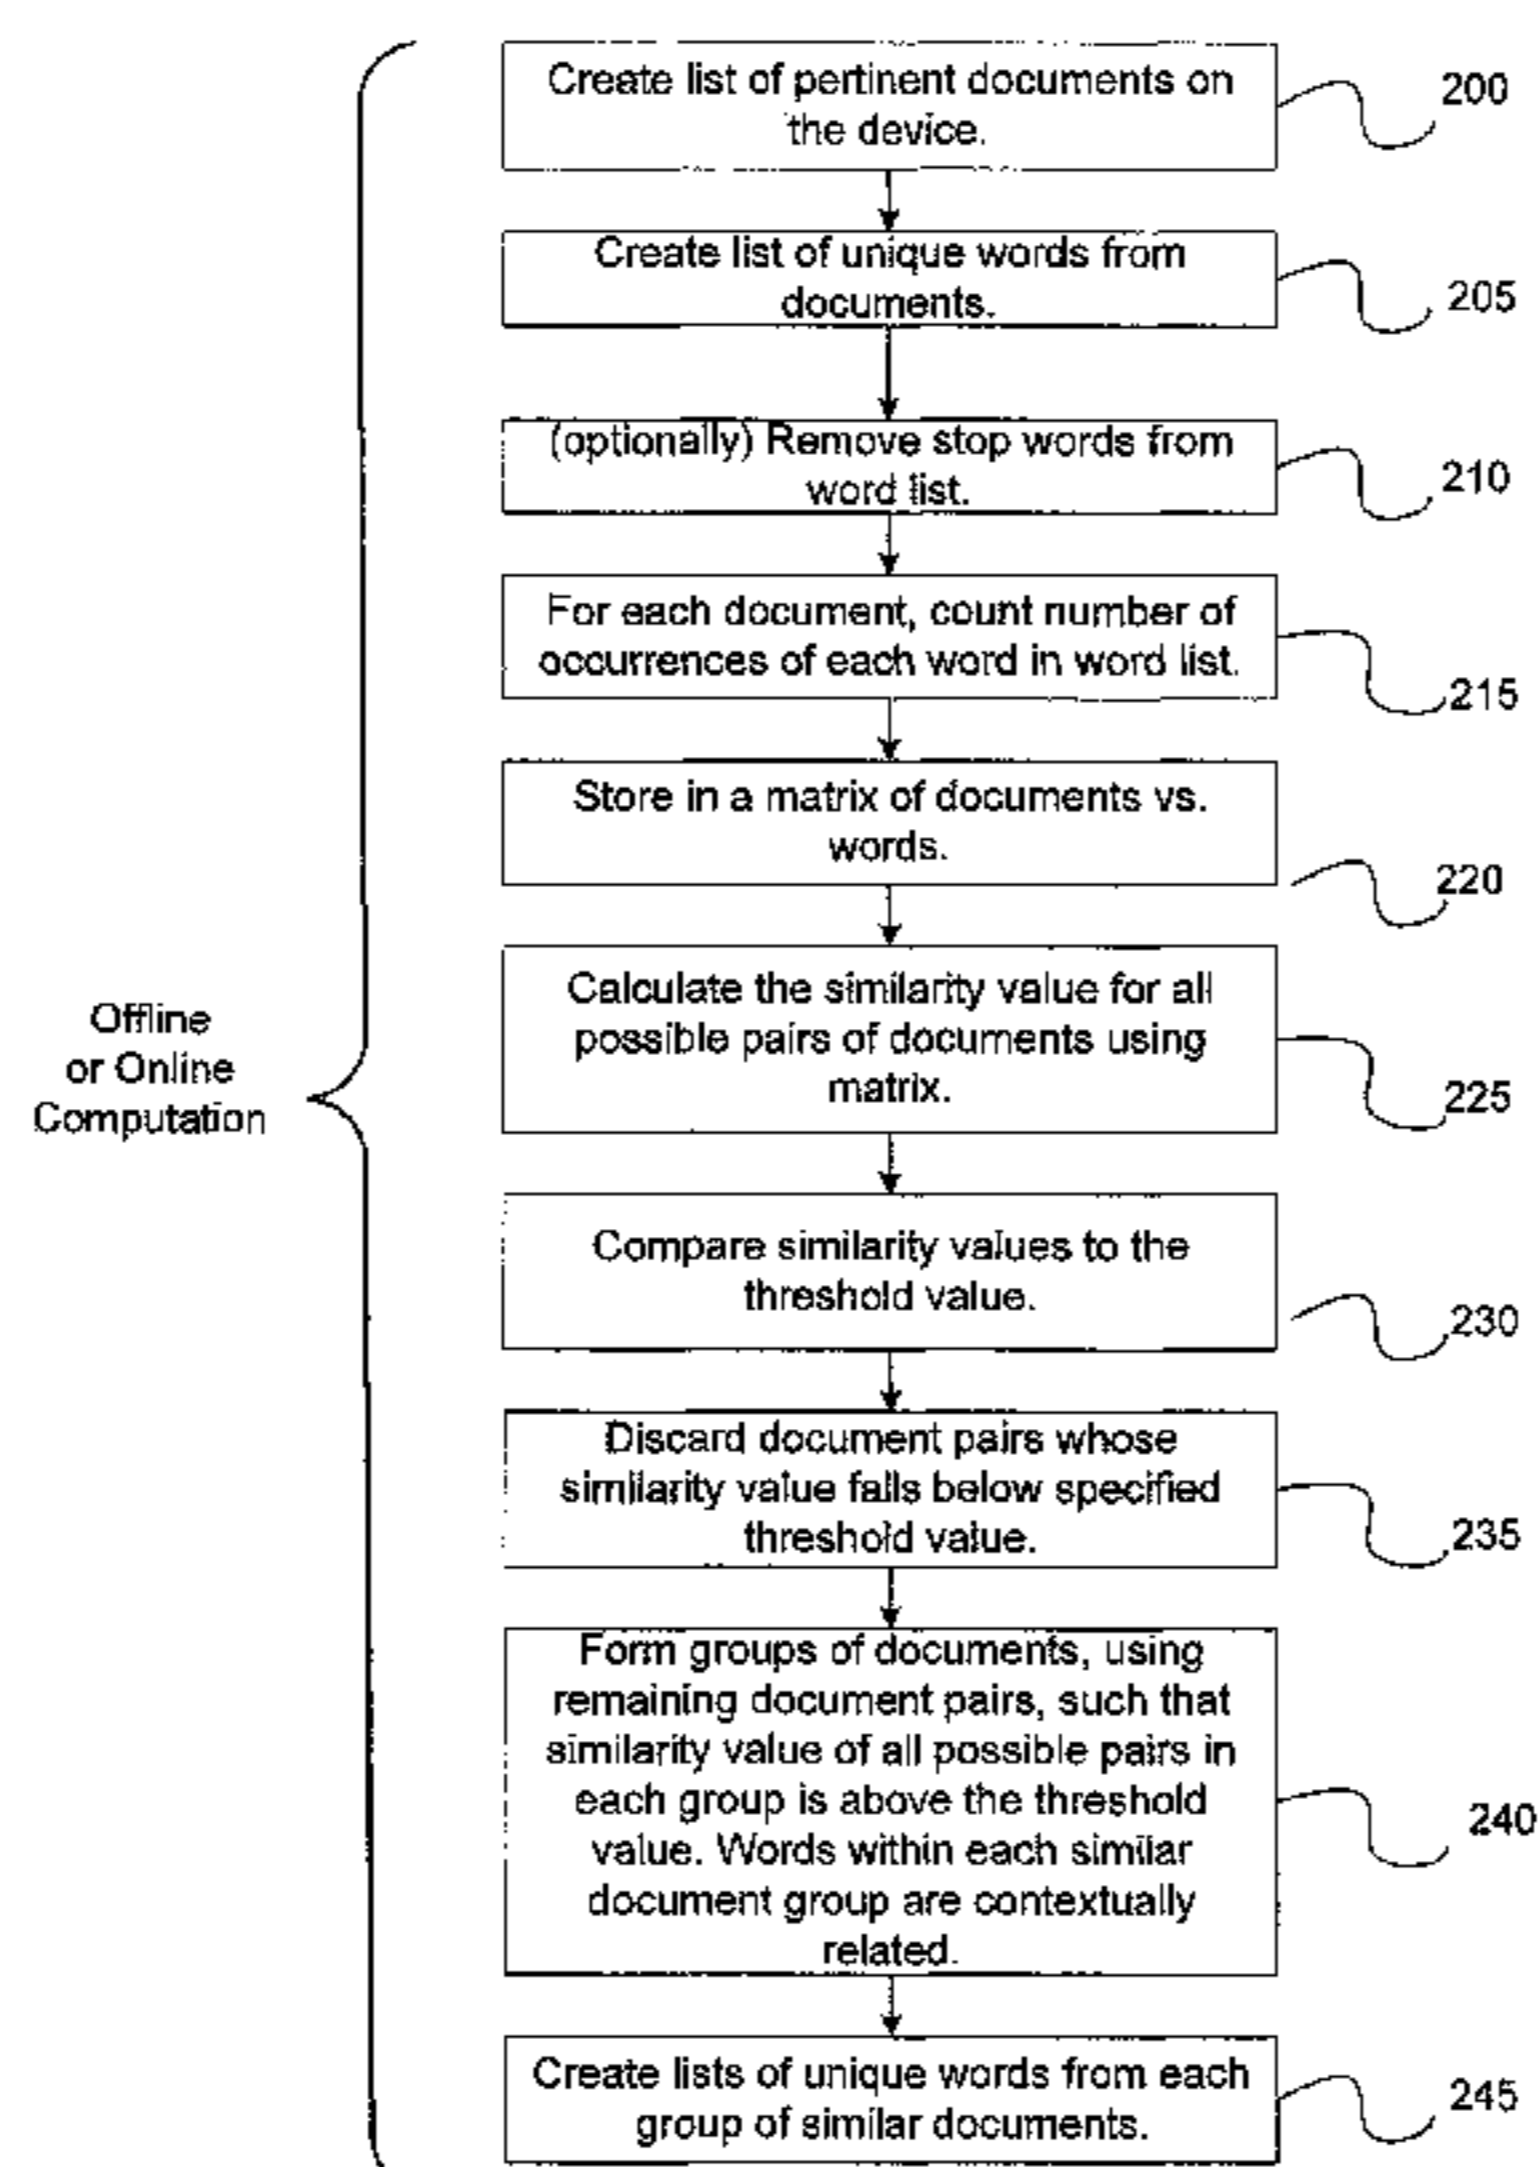 Create list of pertinent documents on
the device.
200
Create list of unique words from
documents.
205
(optionally) Remove stop words from
word list.
210
For each document, count number of
occurrences of each word in word list.
215
Store in a matrix of documents vs.
words.
220
Calculate the similarity value for all
possible pairs of documents using
matrix.
225
Offline
or Online
Computation
Compare similarity values to the
threshold value.
230
Discard document pairs whose
similarity value falls below specified
threshold value.
235
Form groups of documents, using
remaining document pairs, such that
similarity value of all possible pairs in
each group is above the threshold
value. Words within each similar
document group are contextually
related.
240
Create lists of unique words from each
group of similar documents.
245